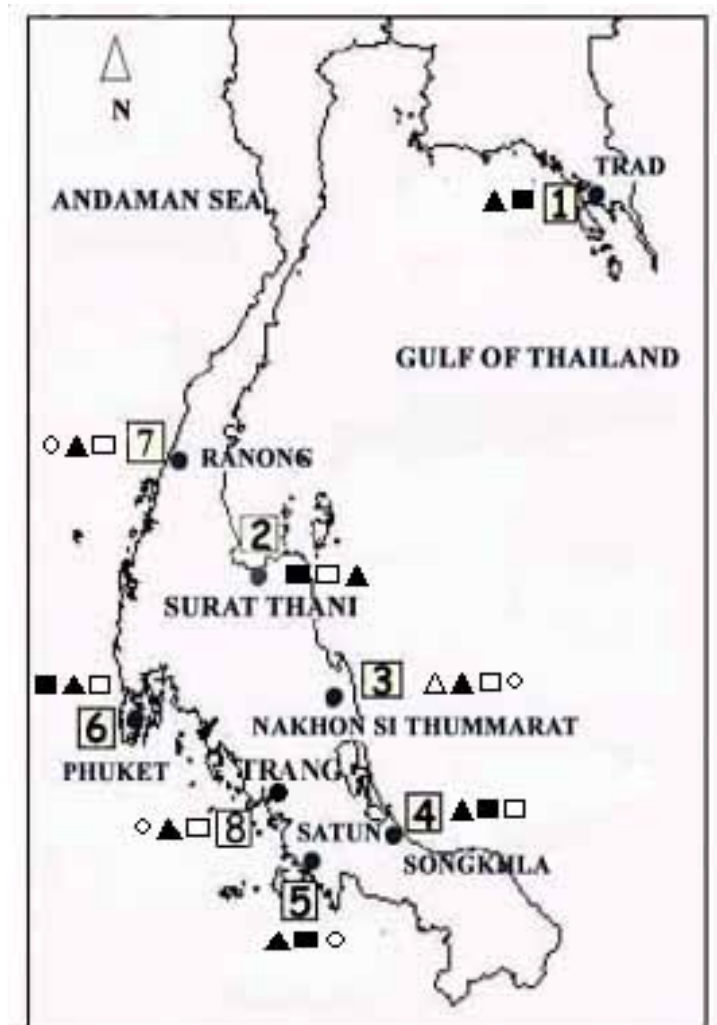 N
TRAD
ANDAMAN SEA
1
GULF OF THAILAND
7
RANONG
2
SURAT THANI
3
6
NAKHON SI THUMMARAT
PHUKET
TRANG
4
8
SATUN
SONGKHLA
5